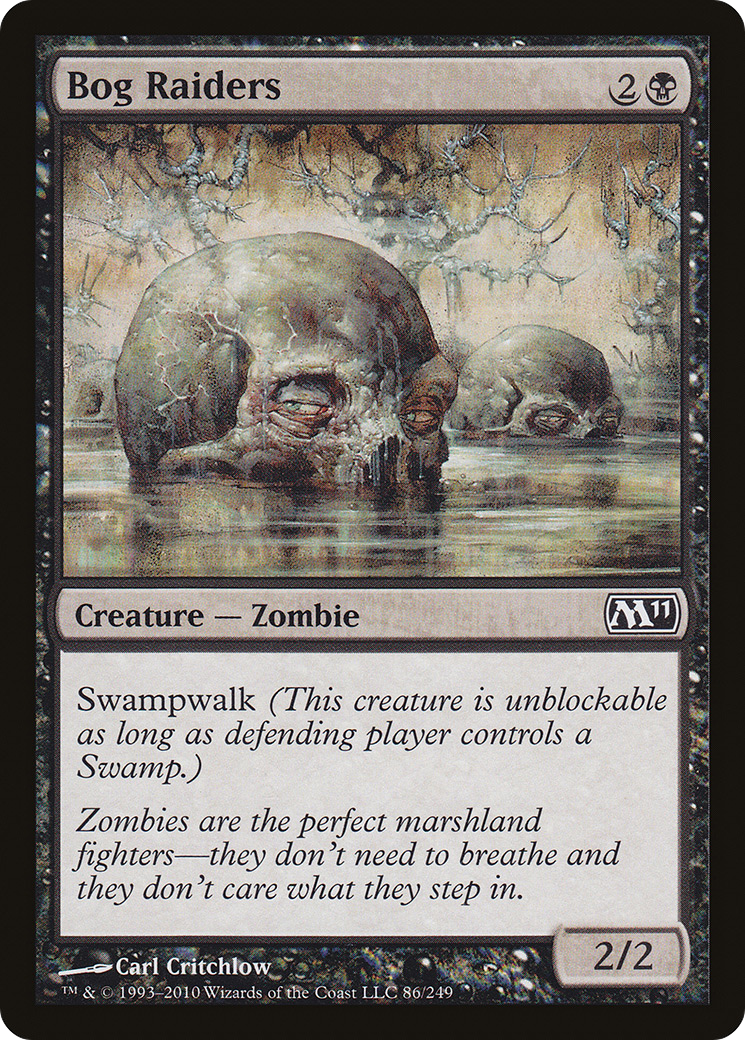 Bog Raiders 2
Creature — Zombie M11
Swampwalk (This creature is unblockable
as long as defending player controls a
Swamp.)
Zombies are the perfect marshland
fighters—they don't need to breathe and
they don't care what they step in.
2/2
Carl Critchlow
™ & © 1993–2010 Wizards of the Coast LLC 86/249